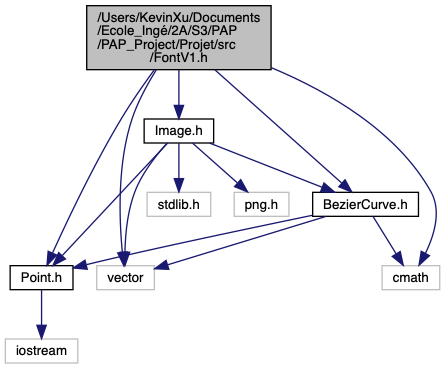 /Users/KevinXu/Documents
/Ecole_Ingé/2A/S3/PAP
/PAP_Project/Projet/src
/FontV1.h
Image.h
stdlib.h
png.h
BezierCurve.h
Point.h
vector
cmath
iostream